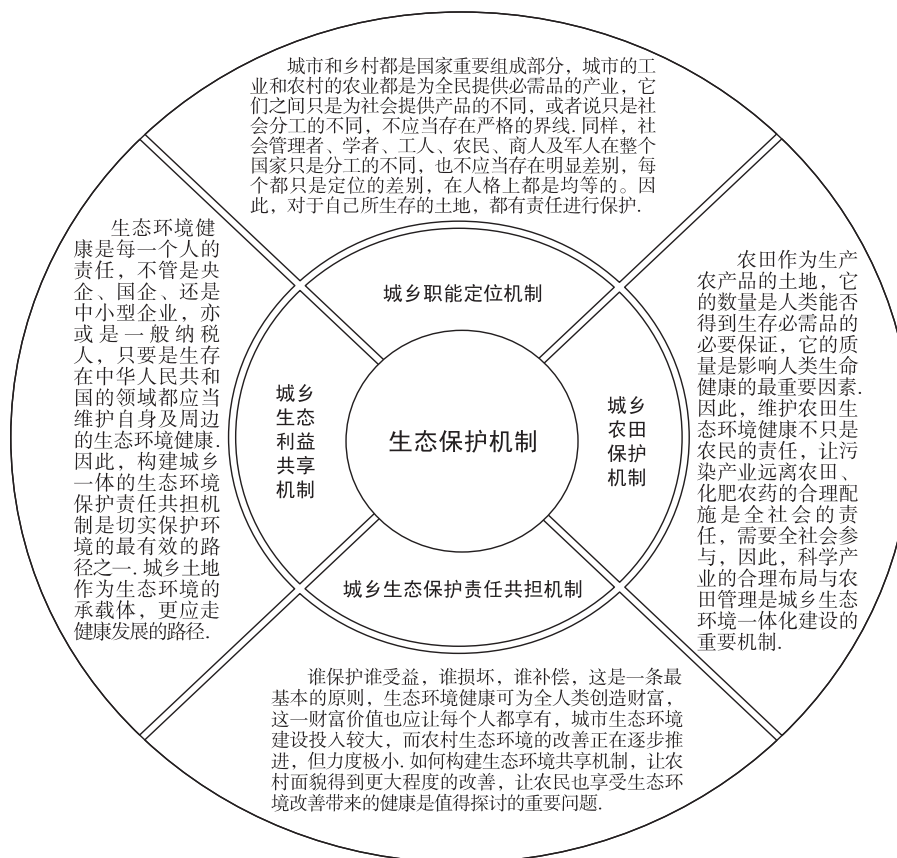 城市和乡村都是国家重要组成部分，城市的工
业和农村的农业都是为全民提供必需品的产业，它
们之间只是为社会提供产品的不同，或者说只是社
会分工的不同，不应当存在严格的界线. 同样，社
会管理者、学者、工人、农民、商人及军人在整个
国家只是分工的不同，也不应当存在明显差别，每
个都只是定位的差别，在人格上都是均等的。因
此，对于自己所生存的土地，都有责任进行保护.
生态环境健
康是每一个人的
责任，不管是央
企、国企、还是
中小型企业，亦
或是一般纳税
人，只要是生存
在中华人民共和
国的领域都应当
维护自身及周边
的生态环境健康.
因此，构建城乡
一体的生态环境
保护责任共担机
制是切实保护环
境的最有效的路
径之一. 城乡土地
作为生态环境的
承载体，更应走
健康发展的路径.
城乡职能定位机制
城乡
生态
利益
共享
机制
生态保护机制
城乡
农田
保护
机制
城乡生态保护责任共担机制
农田作为生产
农产品的土地，它
的数量是人类能否
得到生存必需品的
必要保证，它的质
量是影响人类生命
健康的最重要因素.
因此，维护农田生
态环境健康不只是
农民的责任，让污
染产业远离农田、
化肥农药的合理配
施是全社会的责
任，需要全社会参
与，因此，科学产
业的合理布局与农
田管理是城乡生态
环境一体化建设的
重要机制.
谁保护谁受益，谁损坏，谁补偿，这是一条最
基本的原则，生态环境健康可为全人类创造财富，
这一财富价值也应让每个人都享有，城市生态环境
建设投入较大，而农村生态环境的改善正在逐步推
进，但力度极小. 如何构建生态环境共享机制，让农
村面貌得到更大程度的改善，让农民也享受生态环
境改善带来的健康是值得探讨的重要问题.